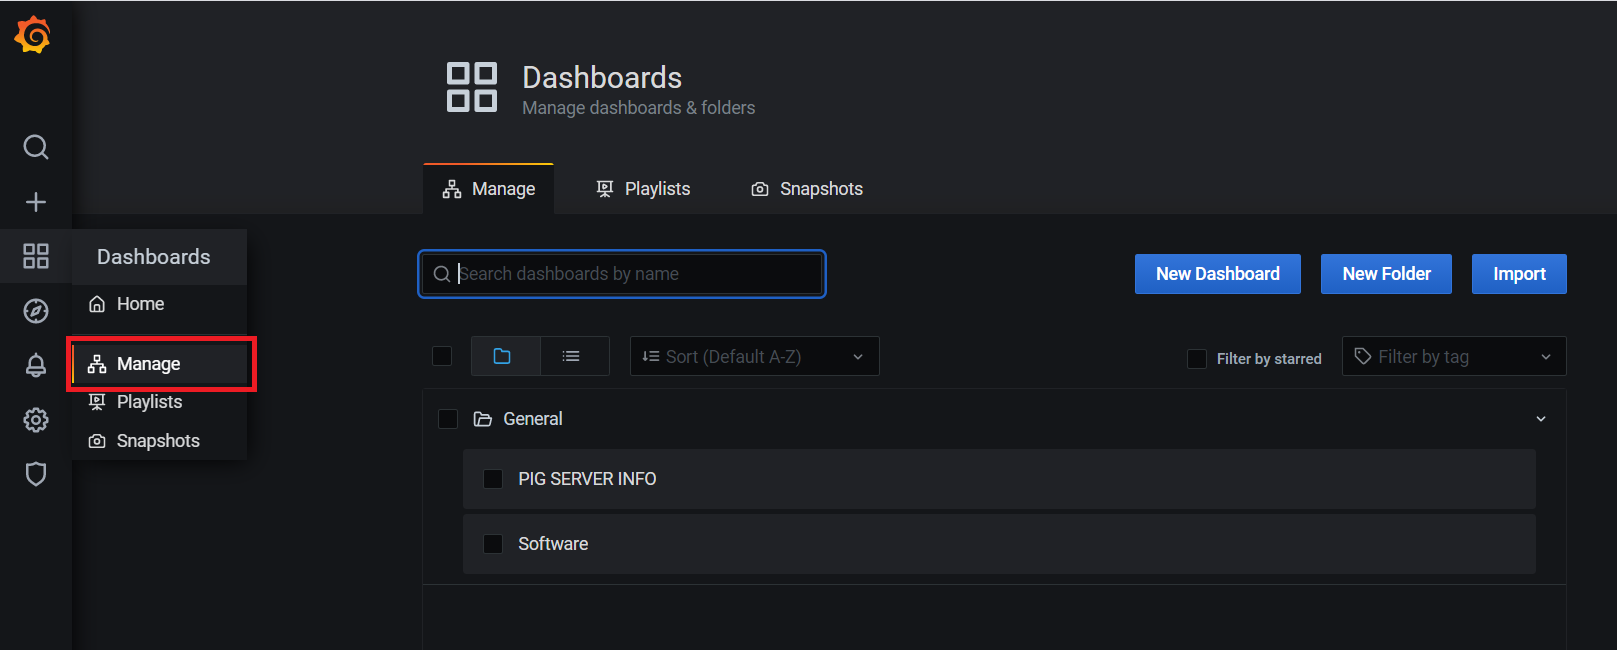 Dashboards
Manage dashboards & folders
Manage Playlists Snapshots
Dashboards
Home
Manage
Playlists
Snapshots
Search dashboards by name
New Dashboard New Folder Import
Sort (Default A-Z) Filter by starred Filter by tag
General
PIG SERVER INFO
Software